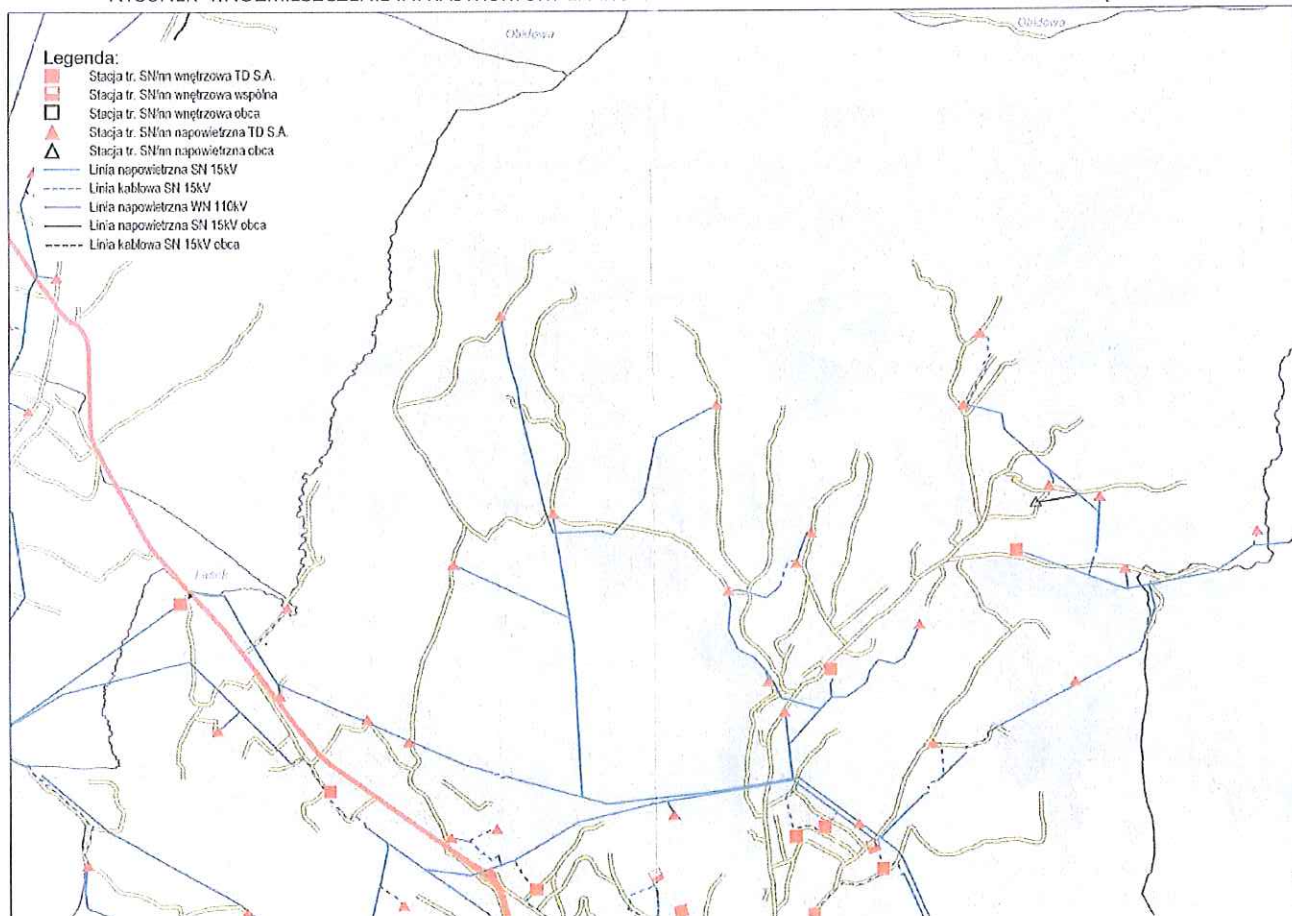 Obidowa
Obidowa
Legenda:
Stacja tr. SN/nn wnętrzowa TD S.A.
Stacja tr. SN/nn wnętrzowa wspólna
Stacja tr. SN/nn wnętrzowa obca
Stacja tr. SN/nn napowietrzna TD S.A.
Stacja tr. SN/nn napowietrzna obca
Linia napowietrzna SN 15kV
Linia kablowa SN 15kV
Linia napowietrzna WN 110kV
Linia napowietrzna SN 15kV obca
Linia kablowa SN 15kV obca
Lasek